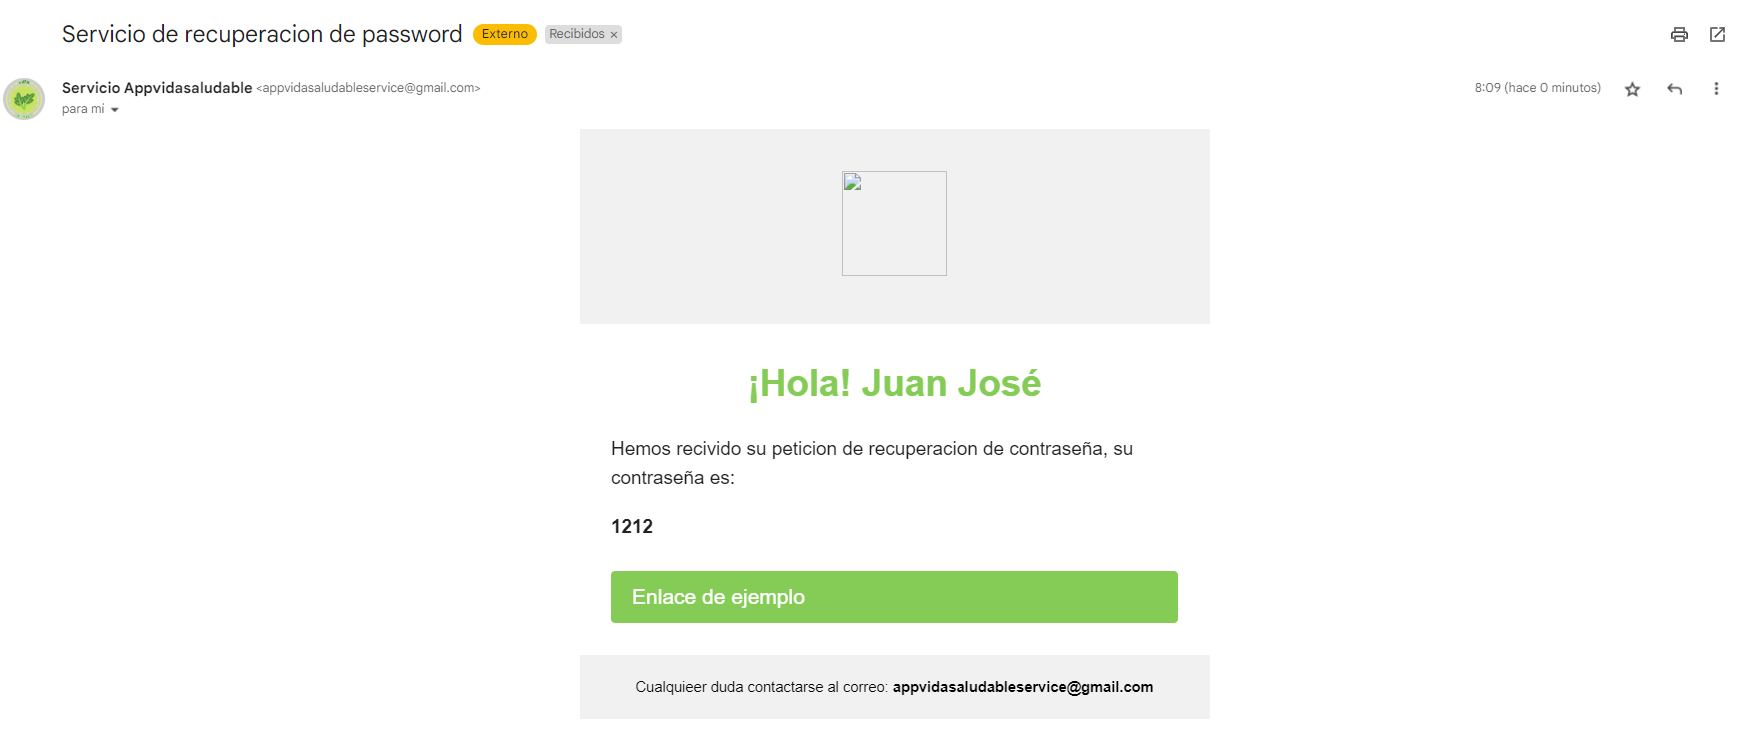 Servicio de recuperacion de password Externo Recibidos ×
Servicio Appvidasaludable <appvidasaludableservice@gmail.com> 8:09 (hace 0 minutos)
para mí
¡Hola! Juan José
Hemos recivido su peticion de recuperacion de contraseña, su
contraseña es:
1212
Enlace de ejemplo
Cualquieer duda contactarse al correo: appvidasaludableservice@gmail.com